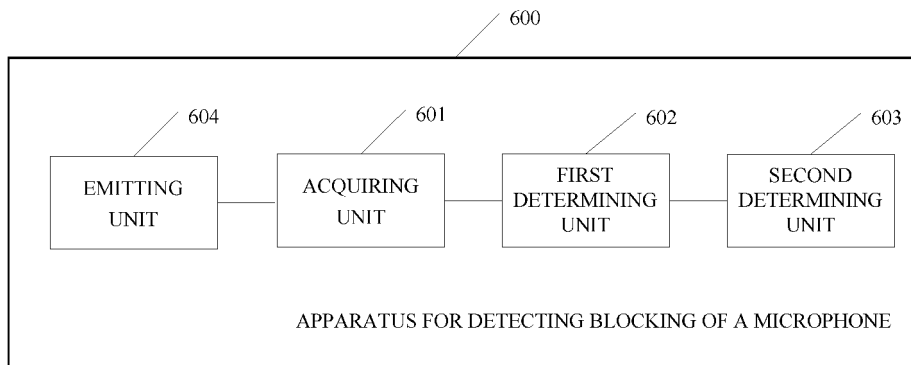 600
604
601
602
603
EMITTING
UNIT
ACQUIRING
UNIT
FIRST
DETERMINING
UNIT
SECOND
DETERMINING
UNIT
APPARATUS FOR DETECTING BLOCKING OF A MICROPHONE